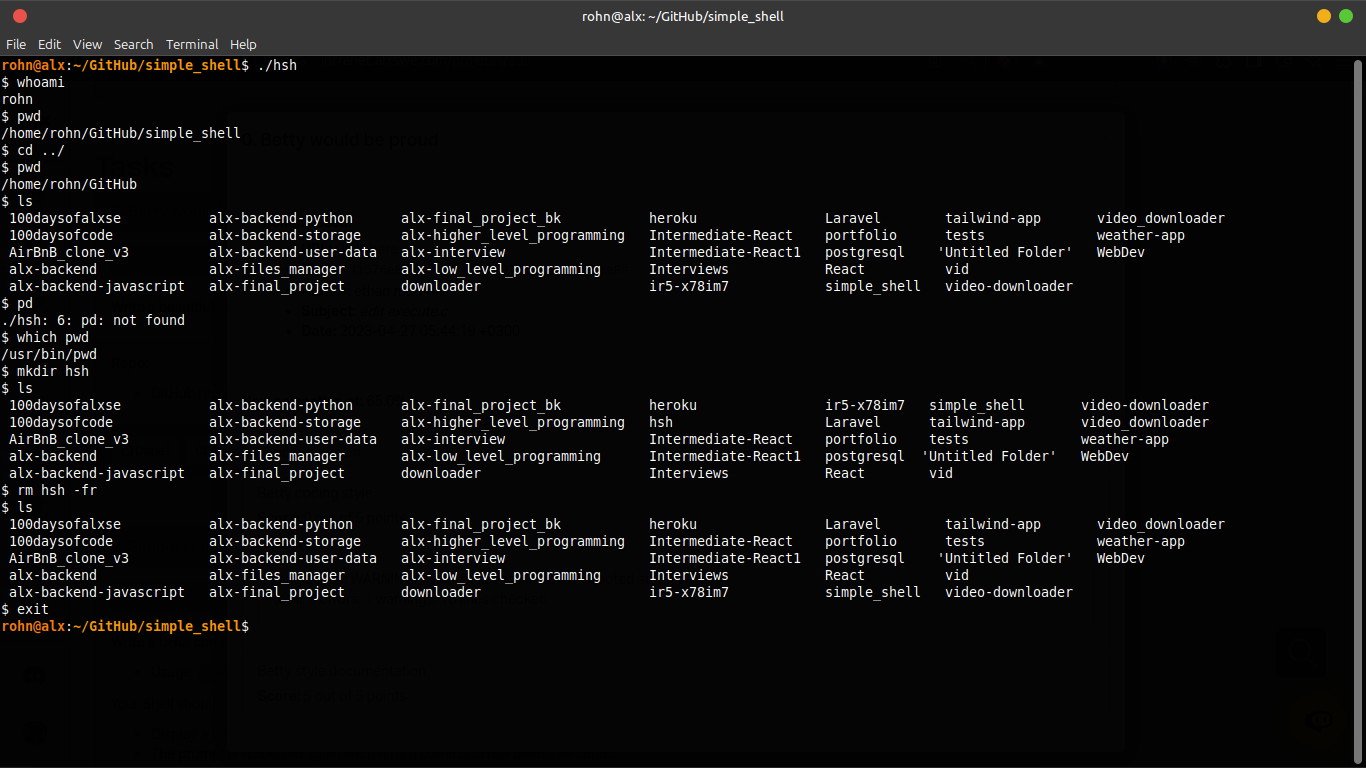 rohn@alx: ~/GitHub/simple_shell
File Edit View Search Terminal Help
rohn@alx:~/GitHub/simple_shell$ ./hsh
$ whoami
rohn
$ pwd
/home/rohn/GitHub/simple_shell
$ cd ../
$ pwd
/home/rohn/GitHub
$ ls
100daysofalxse alx-backend-python alx-final_project_bk heroku Laravel tailwind-app video_downloader
100daysofcode alx-backend-storage alx-higher_level_programming Intermediate-React portfolio tests weather-app
AirBnB_clone_v3 alx-backend-user-data alx-interview Intermediate-React1 postgresql 'Untitled Folder' WebDev
alx-backend alx-files_manager alx-low_level_programming Interviews React vid
alx-backend-javascript alx-final_project downloader ir5-x78im7 simple_shell video-downloader
$ pd
./hsh: 6: pd: not found
$ which pwd
/usr/bin/pwd
$ mkdir hsh
$ ls
100daysofalxse alx-backend-python alx-final_project_bk heroku ir5-x78im7 simple_shell video-downloader
100daysofcode alx-backend-storage alx-higher_level_programming hsh Laravel tailwind-app video_downloader
AirBnB_clone_v3 alx-backend-user-data alx-interview Intermediate-React portfolio tests weather-app
alx-backend alx-files_manager alx-low_level_programming Intermediate-React1 postgresql 'Untitled Folder' WebDev
alx-backend-javascript alx-final_project downloader Interviews React vid
$ rm hsh -fr
$ ls
100daysofalxse alx-backend-python alx-final_project_bk heroku Laravel tailwind-app video_downloader
100daysofcode alx-backend-storage alx-higher_level_programming Intermediate-React portfolio tests weather-app
AirBnB_clone_v3 alx-backend-user-data alx-interview Intermediate-React1 postgresql 'Untitled Folder' WebDev
alx-backend alx-files_manager alx-low_level_programming Interviews React vid
alx-backend-javascript alx-final_project downloader ir5-x78im7 simple_shell video-downloader
$ exit
rohn@alx:~/GitHub/simple_shell$